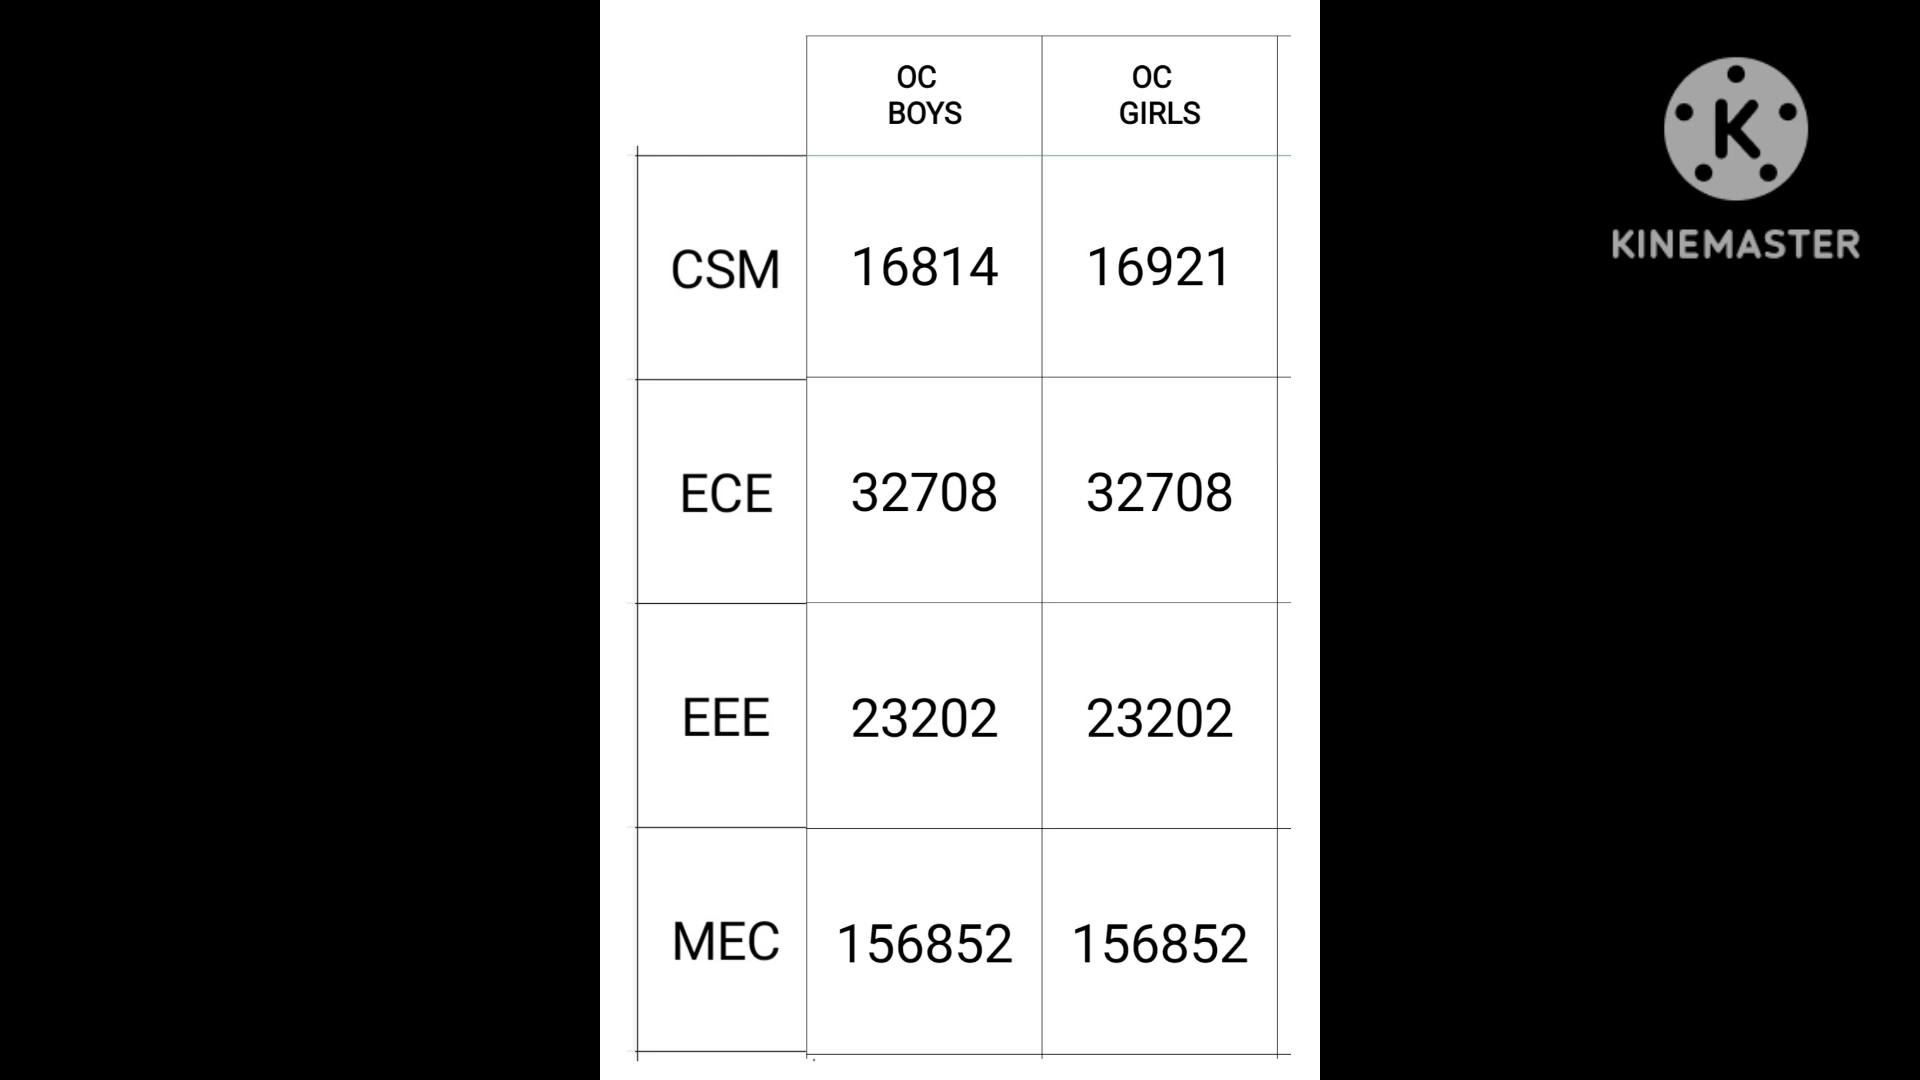 OC OC
BOYS GIRLS
CSM 16814 16921
ECE 32708 32708
EEE 23202 23202
MEC 156852 156852
K
KINEMASTER